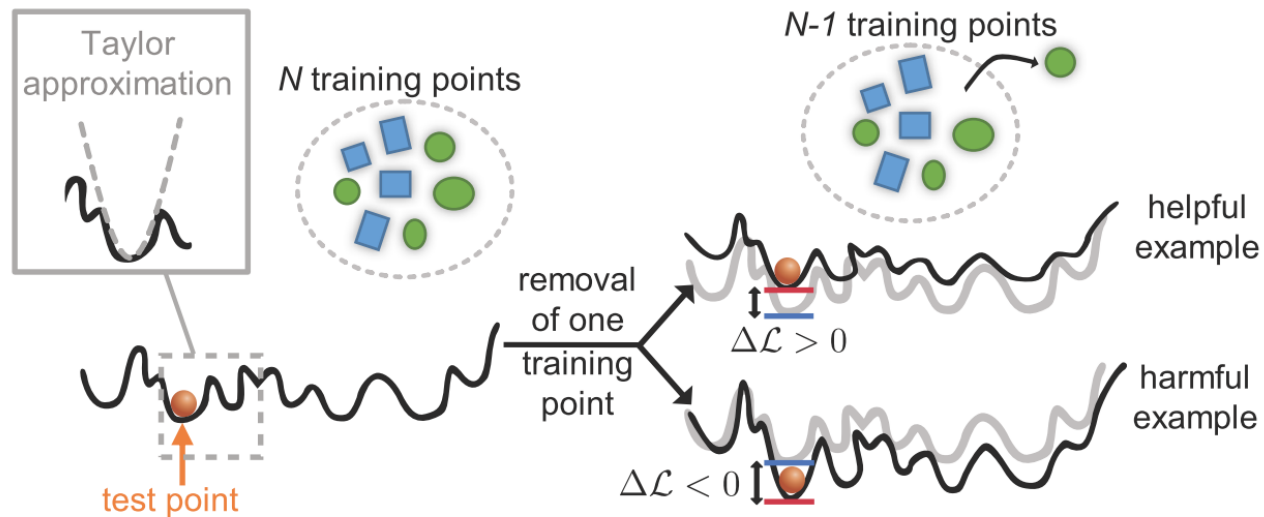 Taylor
approximation
N training points
N-1 training points
helpful
example
removal
of one
training
point
Δℒ > 0
harmful
example
Δℒ < 0
test point